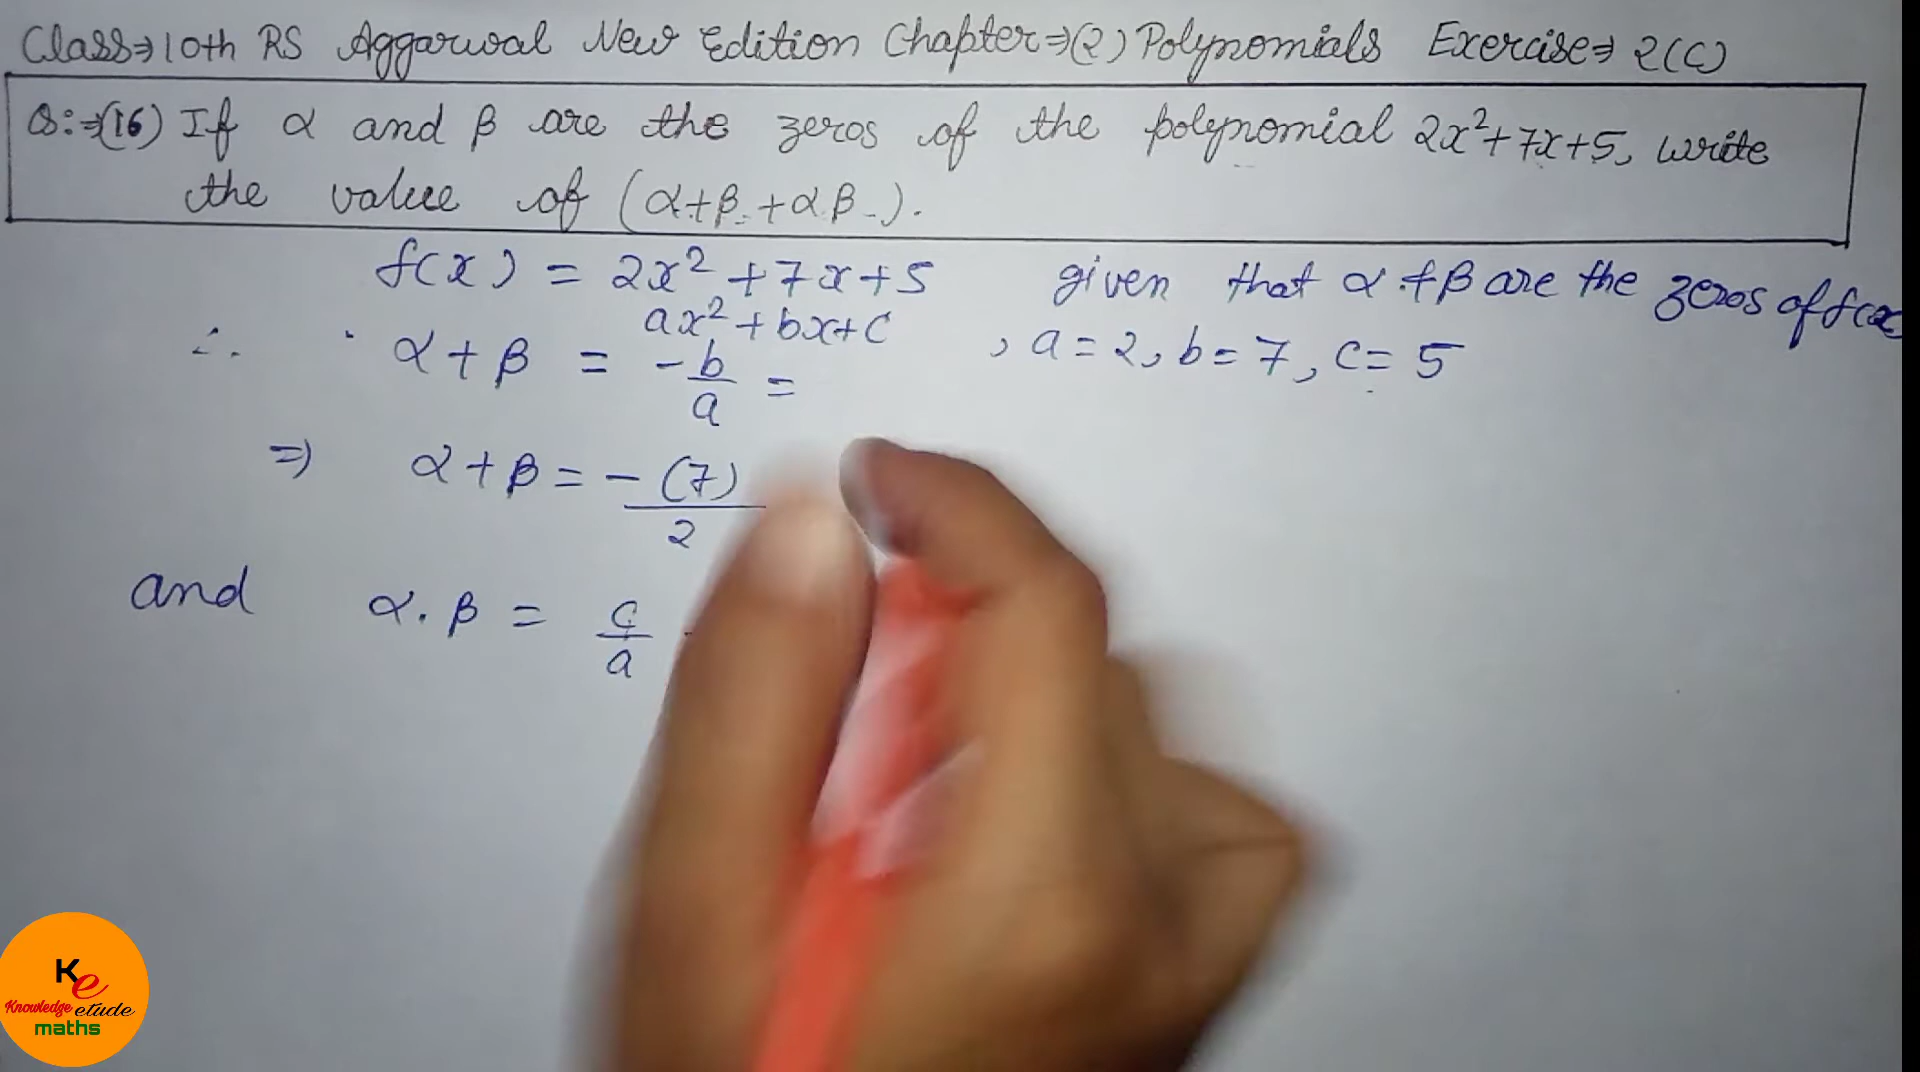 Class⇒10th RS Aggarwal New Edition Chapter⇒(2) Polynomials Exercise⇒ 2(C)
Q:⇒(16) If α and β are the zeros of the polynomial 2x²+7x+5, write
the value of (α+β+αβ).
f(x) = 2x²+7x+5 given that α & β are the zeros of f(x
ax²+bx+c , a=2, b=7, c=5
∴ α+β = -b/a =
⇒ α+β = -(7)/2
and α.β = c/a
Ke
Knowledge etude
maths